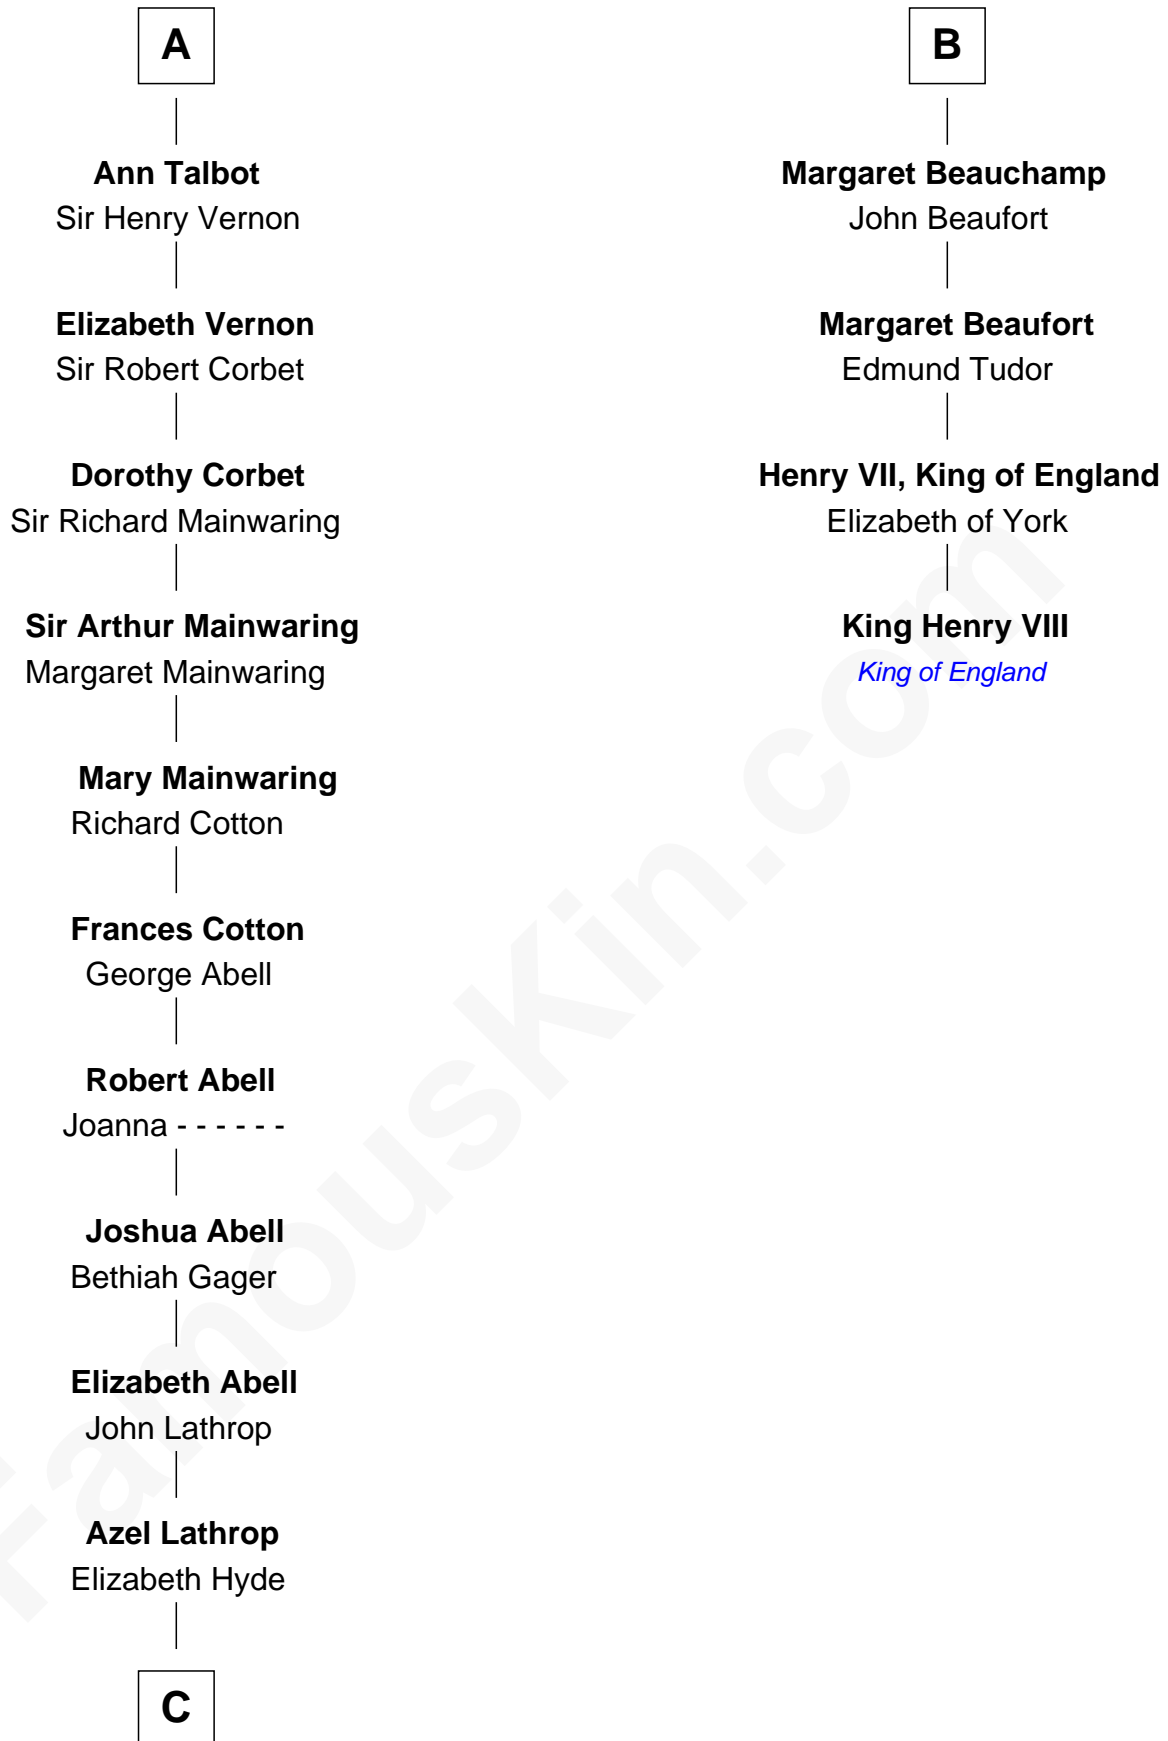 A
Ann Talbot
Sir Henry Vernon
Elizabeth Vernon
Sir Robert Corbet
Dorothy Corbet
Sir Richard Mainwaring
Sir Arthur Mainwaring
Margaret Mainwaring
Mary Mainwaring
Richard Cotton
Frances Cotton
George Abell
Robert Abell
Joanna - - - - - -
Joshua Abell
Bethiah Gager
Elizabeth Abell
John Lathrop
Azel Lathrop
Elizabeth Hyde
C
B
Margaret Beauchamp
John Beaufort
Margaret Beaufort
Edmund Tudor
Henry VII, King of England
Elizabeth of York
King Henry VIII
King of England
FamousKin.com